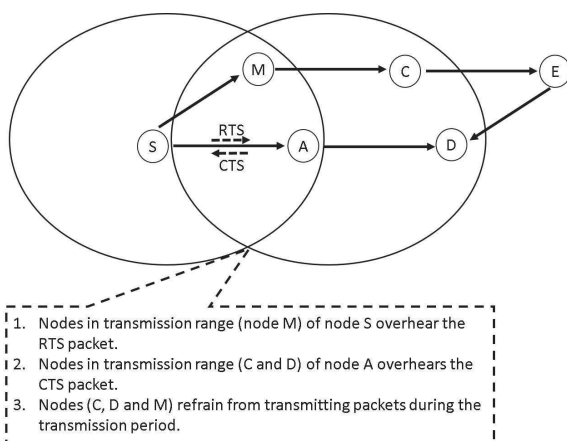 M
C
E
RTS
S
A
D
CTS
1. Nodes in transmission range (node M) of node S overhear the
RTS packet.
2. Nodes in transmission range (C and D) of node A overhears the
CTS packet.
3. Nodes (C, D and M) refrain from transmitting packets during the
transmission period.